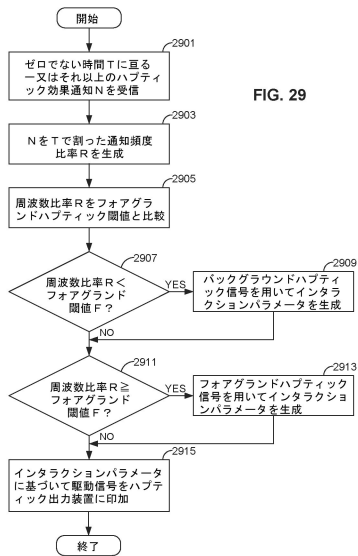 開始
2901
ゼロでない時間Tに亘る
一又はそれ以上のハプテ
ィック効果通知Nを受信
FIG. 29
2903
NをTで割った通知頻度
比率Rを生成
2905
周波数比率Rをフォアグラ
ンドハプティック閾値と比較
2907
周波数比率R<
フォアグランド
閾値F?
YES
2909
バックグラウンドハプティ
ック信号を用いてインタラ
クションパラメータを生成
NO
2911
周波数比率R≧
フォアグランド
閾値F?
YES
2913
フォアグランドハプティック
信号を用いてインタラクショ
ンパラメータを生成
NO
2915
インタラクションパラメータ
に基づいて駆動信号をハプテ
ィック出力装置に印加
終了